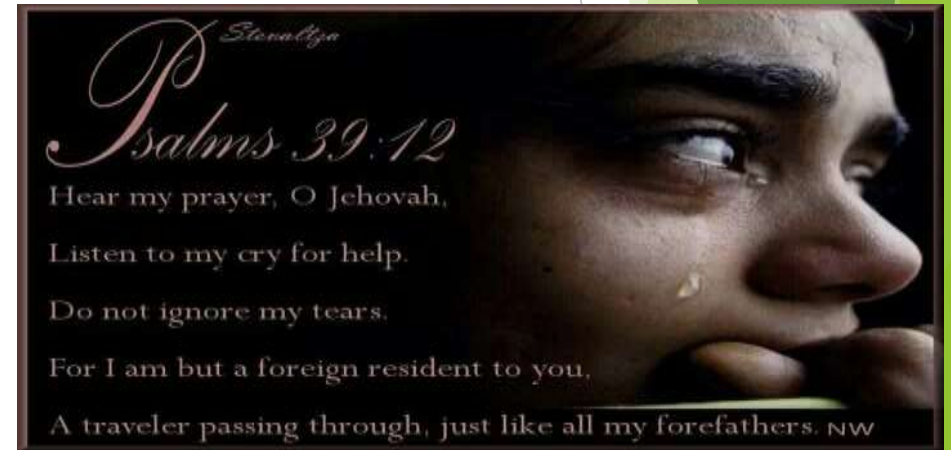 Psalms 39:12
Hear my prayer, O Jehovah,
Listen to my cry for help.
Do not ignore my tears.
For I am but a foreign resident to you,
A traveler passing through, just like all my forefathers. NW